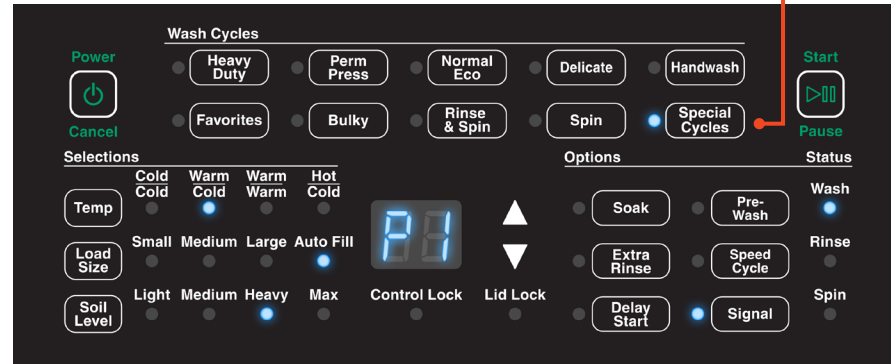 Wash Cycles
Power
Cancel
Heavy
Duty
Perm
Press
Normal
Eco
Delicate
Handwash
Favorites
Bulky
Rinse
& Spin
Spin
Special
Cycles
Start
Pause
Selections
Cold
Cold
Warm
Cold
Warm
Warm
Hot
Cold
Temp
Load
Size
Small Medium Large Auto Fill
Soil
Level
Light Medium Heavy Max
P1
Control Lock
Lid Lock
Options
Soak
Pre-
Wash
Extra
Rinse
Speed
Cycle
Delay
Start
Signal
Status
Wash
Rinse
Spin